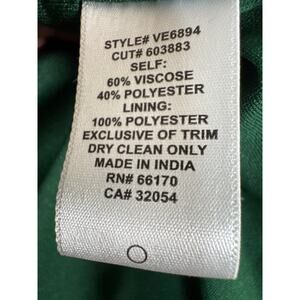 STYLE# VE6894
CUT# 603883
SELF:
60% VISCOSE
40% POLYESTER
LINING:
100% POLYESTER
EXCLUSIVE OF TRIM
DRY CLEAN ONLY
MADE IN INDIA
RN# 66170
CA# 32054